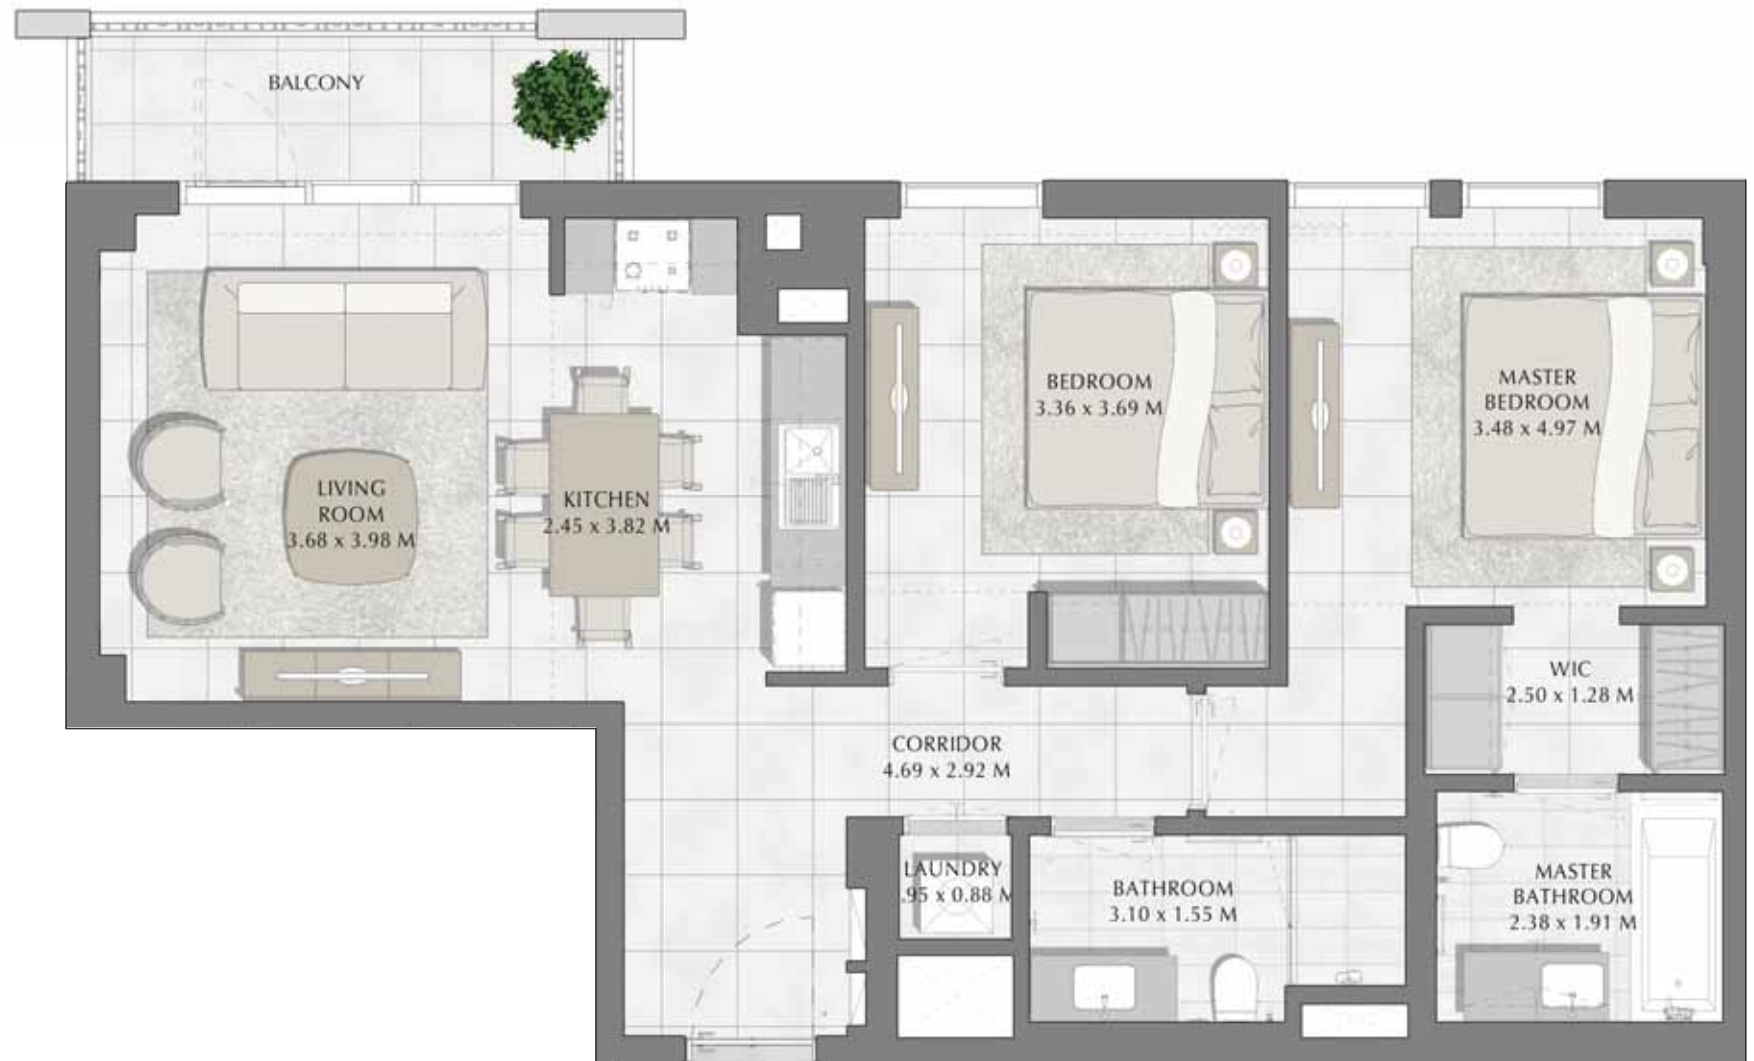 BALCONY
LIVING
ROOM
3.68 x 3.98 M
KITCHEN
2.45 x 3.82 M
BEDROOM
3.36 x 3.69 M
MASTER
BEDROOM
3.48 x 4.97 M
WIC
2.50 x 1.28 M
CORRIDOR
4.69 x 2.92 M
LAUNDRY
.95 x 0.88 M
BATHROOM
3.10 x 1.55 M
MASTER
BATHROOM
2.38 x 1.91 M